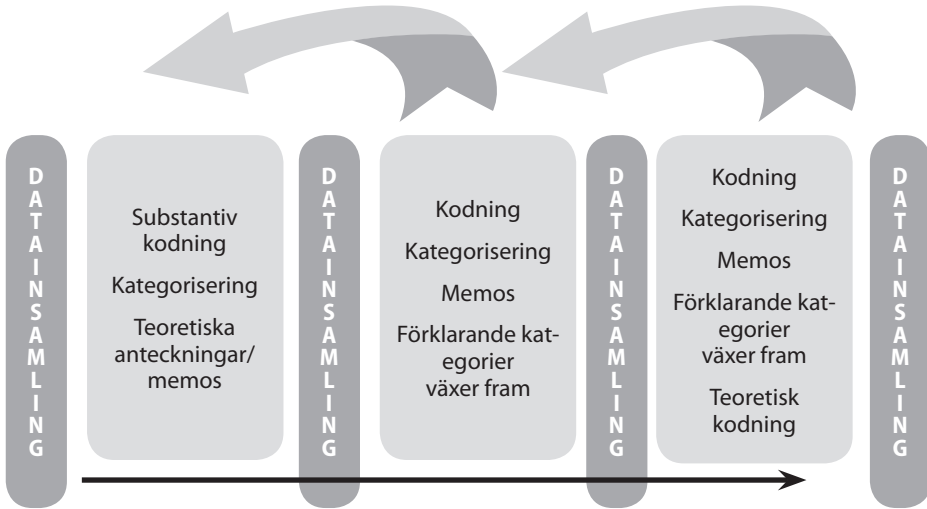 DATAINSAMLING
Substantiv
kodning
Kategorisering
Teoretiska
anteckningar/
memos
DATAINSAMLING
Kodning
Kategorisering
Memos
Förklarande kat-
egorier
växer fram
DATAINSAMLING
Kodning
Kategorisering
Memos
Förklarande kat-
egorier
växer fram
Teoretisk
kodning
DATAINSAMLING